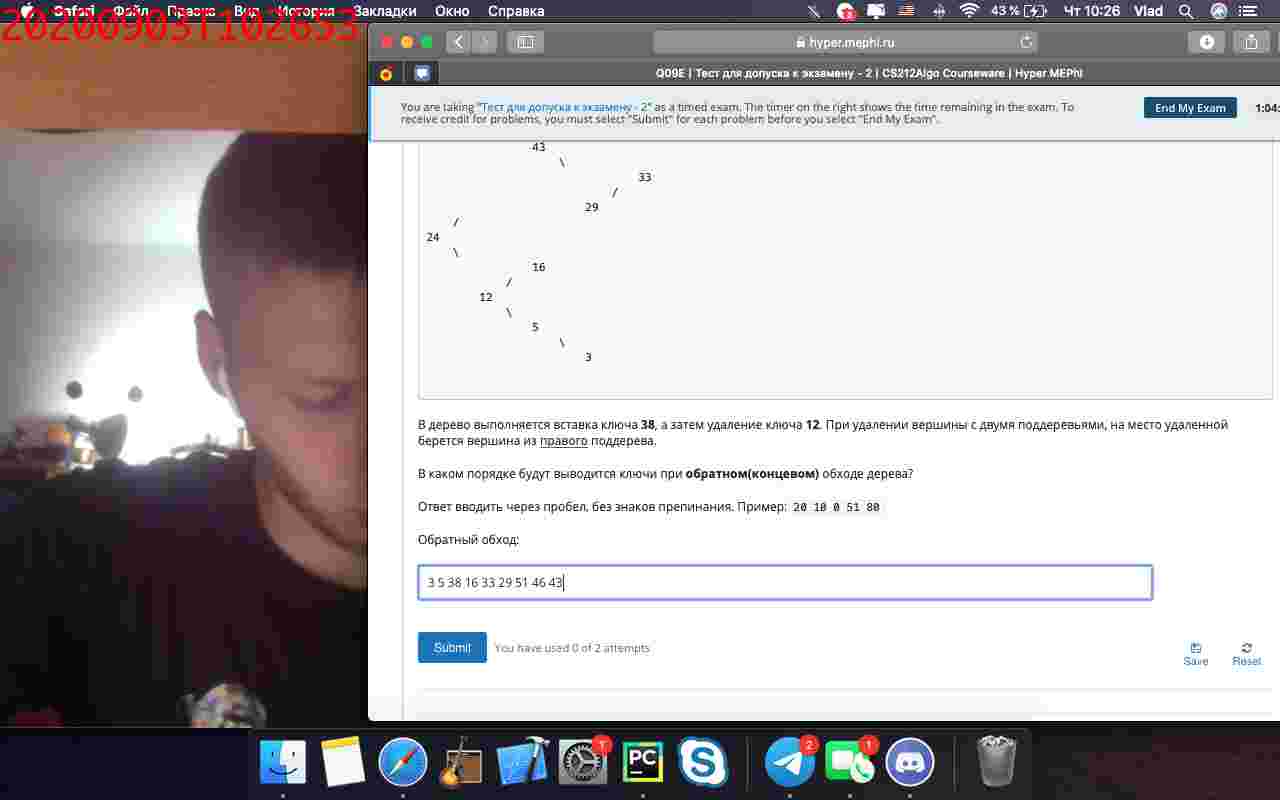 20200903T102653
Safari Файл Правка Вид История Закладки Окно Справка 43 % Чт 10:26 Vlad
hyper.mephi.ru
Q09E | Тест для допуска к экзамену - 2 | CS212Algo Courseware | Hyper.MEPhI
You are taking "Тест для допуска к экзамену - 2" as a timed exam. The timer on the right shows the time remaining in the exam. To
receive credit for problems, you must select "Submit" for each problem before you select "End My Exam".
End My Exam
1:04:
43
\
33
/
29
/
24
\
16
/
12
\
5
\
3
В дерево выполняется вставка ключа 38, а затем удаление ключа 12. При удалении вершины с двумя поддеревьями, на место удаленной
берется вершина из правого поддерева.
В каком порядке будут выводится ключи при обратном(концевом) обходе дерева?
Ответ вводить через пробел, без знаков препинания. Пример: 20 10 0 51 80
Обратный обход:
3 5 38 16 33 29 51 46 43
Submit
You have used 0 of 2 attempts
Save
Reset
PC
2
1